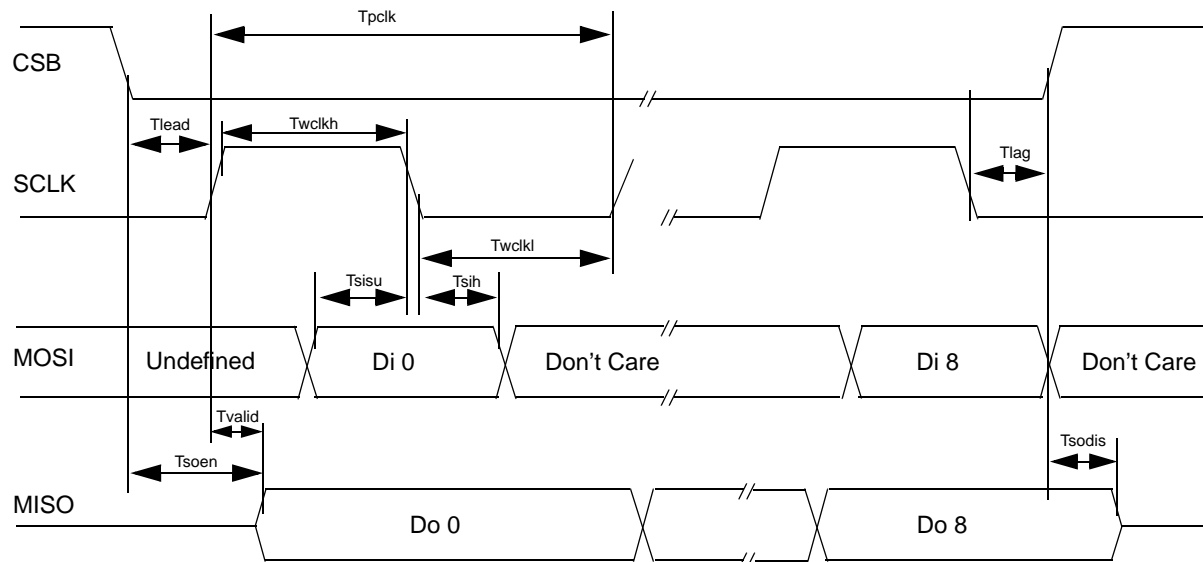 Tpclk
CSB
Tlead
Twclkh
Tlag
SCLK
Twclkl
Tsisu
Tsih
MOSI
Undefined
Di 0
Don't Care
Di 8
Don't Care
Tvalid
Tsoen
Tsodis
MISO
Do 0
Do 8